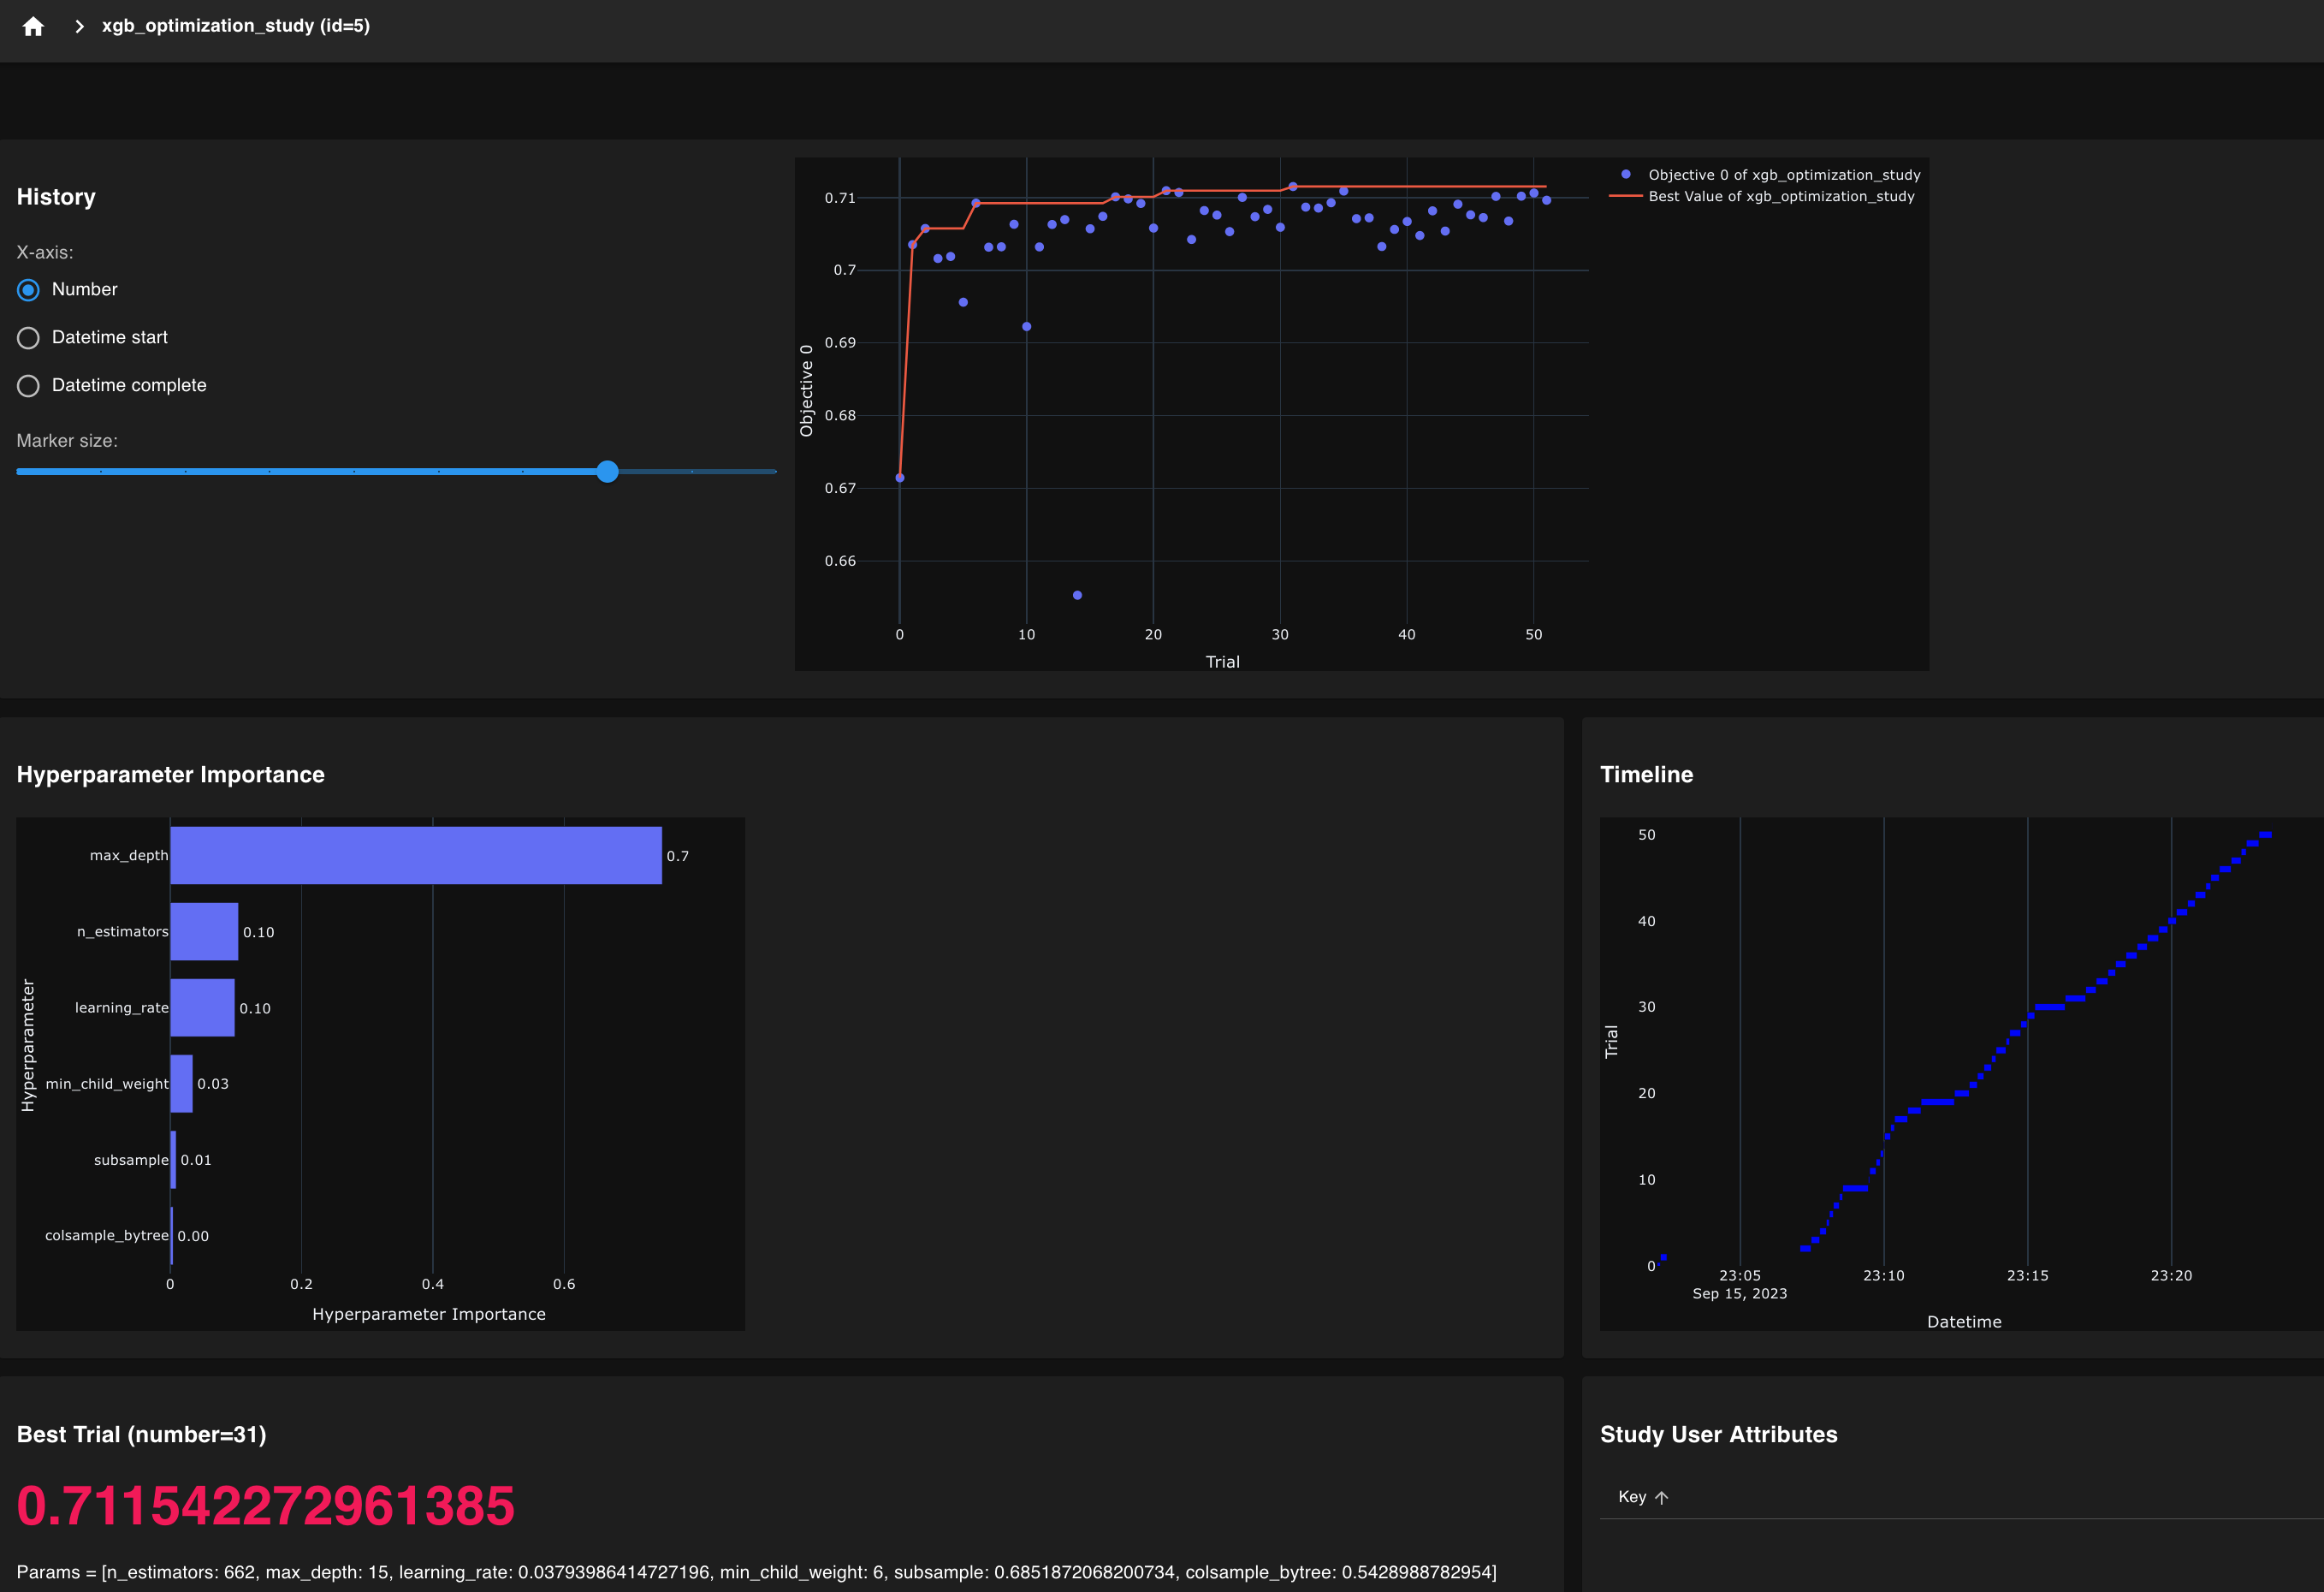 xgb_optimization_study (id=5)
History
X-axis:
Number
Datetime start
Datetime complete
Marker size:
Objective 0
0.71
0.7
0.69
0.68
0.67
0.66
0 10 20 30 40 50
Trial
Objective 0 of xgb_optimization_study
Best Value of xgb_optimization_study
Hyperparameter Importance
Hyperparameter
max_depth 0.7
n_estimators 0.10
learning_rate 0.10
min_child_weight 0.03
subsample 0.01
colsample_bytree 0.00
0 0.2 0.4 0.6
Hyperparameter Importance
Timeline
Trial
50
40
30
20
10
0
23:05 23:10 23:15 23:20
Sep 15, 2023
Datetime
Best Trial (number=31)
0.711542272961385
Params = [n_estimators: 662, max_depth: 15, learning_rate: 0.03793986414727196, min_child_weight: 6, subsample: 0.6851872068200734, colsample_bytree: 0.5428988782954]
Study User Attributes
Key